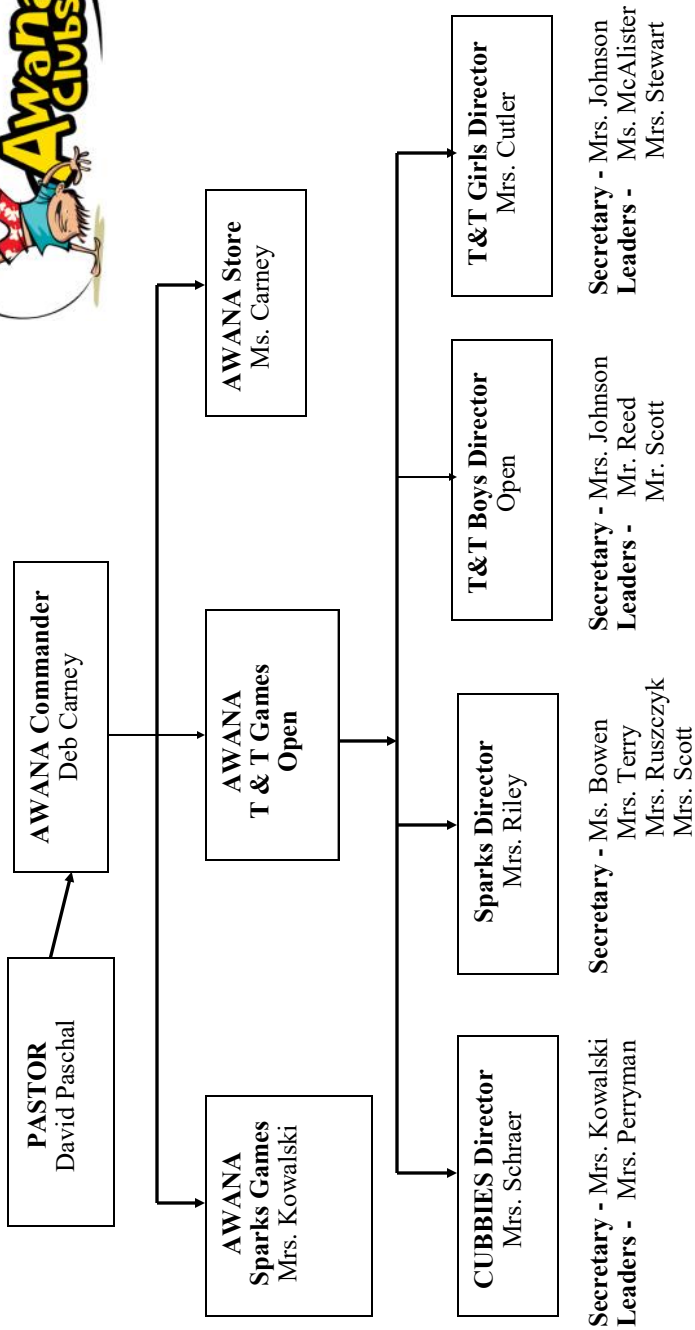 Awana
Clubs
PASTOR
David Paschal
AWANA Commander
Deb Carney
AWANA
Sparks Games
Mrs. Kowalski
AWANA
T & T Games
Open
AWANA Store
Ms. Carney
CUBBIES Director
Mrs. Schraer
Sparks Director
Mrs. Riley
T&T Boys Director
Open
T&T Girls Director
Mrs. Cutler
Secretary - Mrs. Kowalski
Leaders - Mrs. Perryman
Secretary - Ms. Bowen
Mrs. Terry
Mrs. Ruszczyk
Mrs. Scott
Secretary - Mrs. Johnson
Leaders - Mr. Reed
Mr. Scott
Secretary - Mrs. Johnson
Leaders - Ms. McAlister
Mrs. Stewart